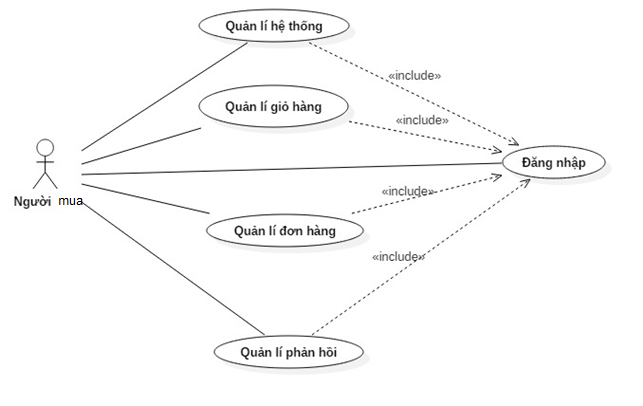 Quản lí hệ thống
«include»
Quản lí giỏ hàng
«include»
Đăng nhập
Người mua
«include»
Quản lí đơn hàng
«include»
Quản lí phản hồi